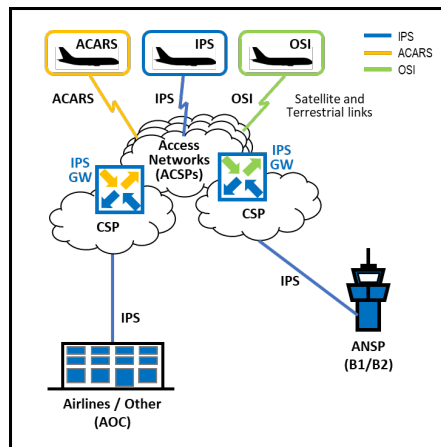 ACARS
IPS
OSI
IPS
ACARS
OSI
ACARS
IPS
OSI
Satellite and
Terrestrial links
Access
Networks
(ACSPs)
IPS
GW
IPS
GW
CSP
CSP
IPS
IPS
Airlines / Other
(AOC)
ANSP
(B1/B2)